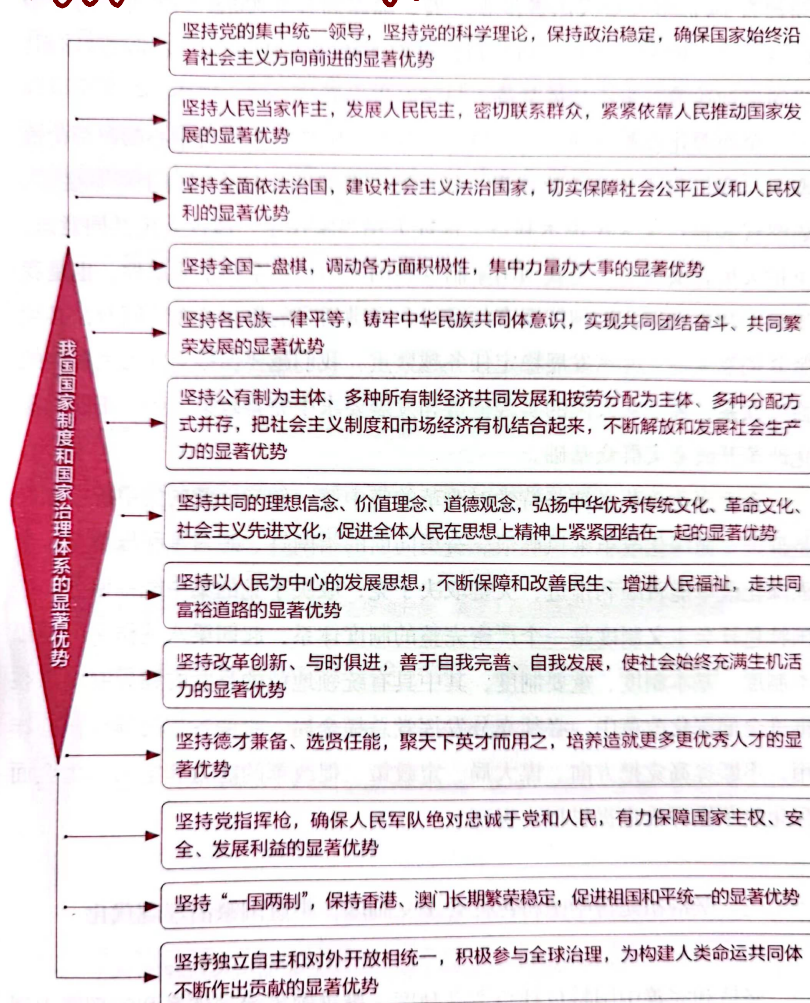 坚持党的集中统一领导，坚持党的科学理论，保持政治稳定，确保国家始终沿
着社会主义方向前进的显著优势
坚持人民当家作主，发展人民民主，密切联系群众，紧紧依靠人民推动国家发
展的显著优势
坚持全面依法治国，建设社会主义法治国家，切实保障社会公平正义和人民权
利的显著优势
坚持全国一盘棋，调动各方面积极性，集中力量办大事的显著优势
坚持各民族一律平等，铸牢中华民族共同体意识，实现共同团结奋斗、共同繁
荣发展的显著优势
我国国家制度和国家治理体系的显著优势
坚持公有制为主体、多种所有制经济共同发展和按劳分配为主体、多种分配方
式并存，把社会主义制度和市场经济有机结合起来，不断解放和发展社会生产
力的显著优势
坚持共同的理想信念、价值理念、道德观念，弘扬中华优秀传统文化、革命文化、
社会主义先进文化，促进全体人民在思想上精神上紧紧团结在一起的显著优势
坚持以人民为中心的发展思想，不断保障和改善民生、增进人民福祉，走共同
富裕道路的显著优势
坚持改革创新、与时俱进，善于自我完善、自我发展，使社会始终充满生机活
力的显著优势
坚持德才兼备、选贤任能，聚天下英才而用之，培养造就更多更优秀人才的显
著优势
坚持党指挥枪，确保人民军队绝对忠诚于党和人民，有力保障国家主权、安
全、发展利益的显著优势
坚持“一国两制”，保持香港、澳门长期繁荣稳定，促进祖国和平统一的显著优势
坚持独立自主和对外开放相统一，积极参与全球治理，为构建人类命运共同体
不断作出贡献的显著优势